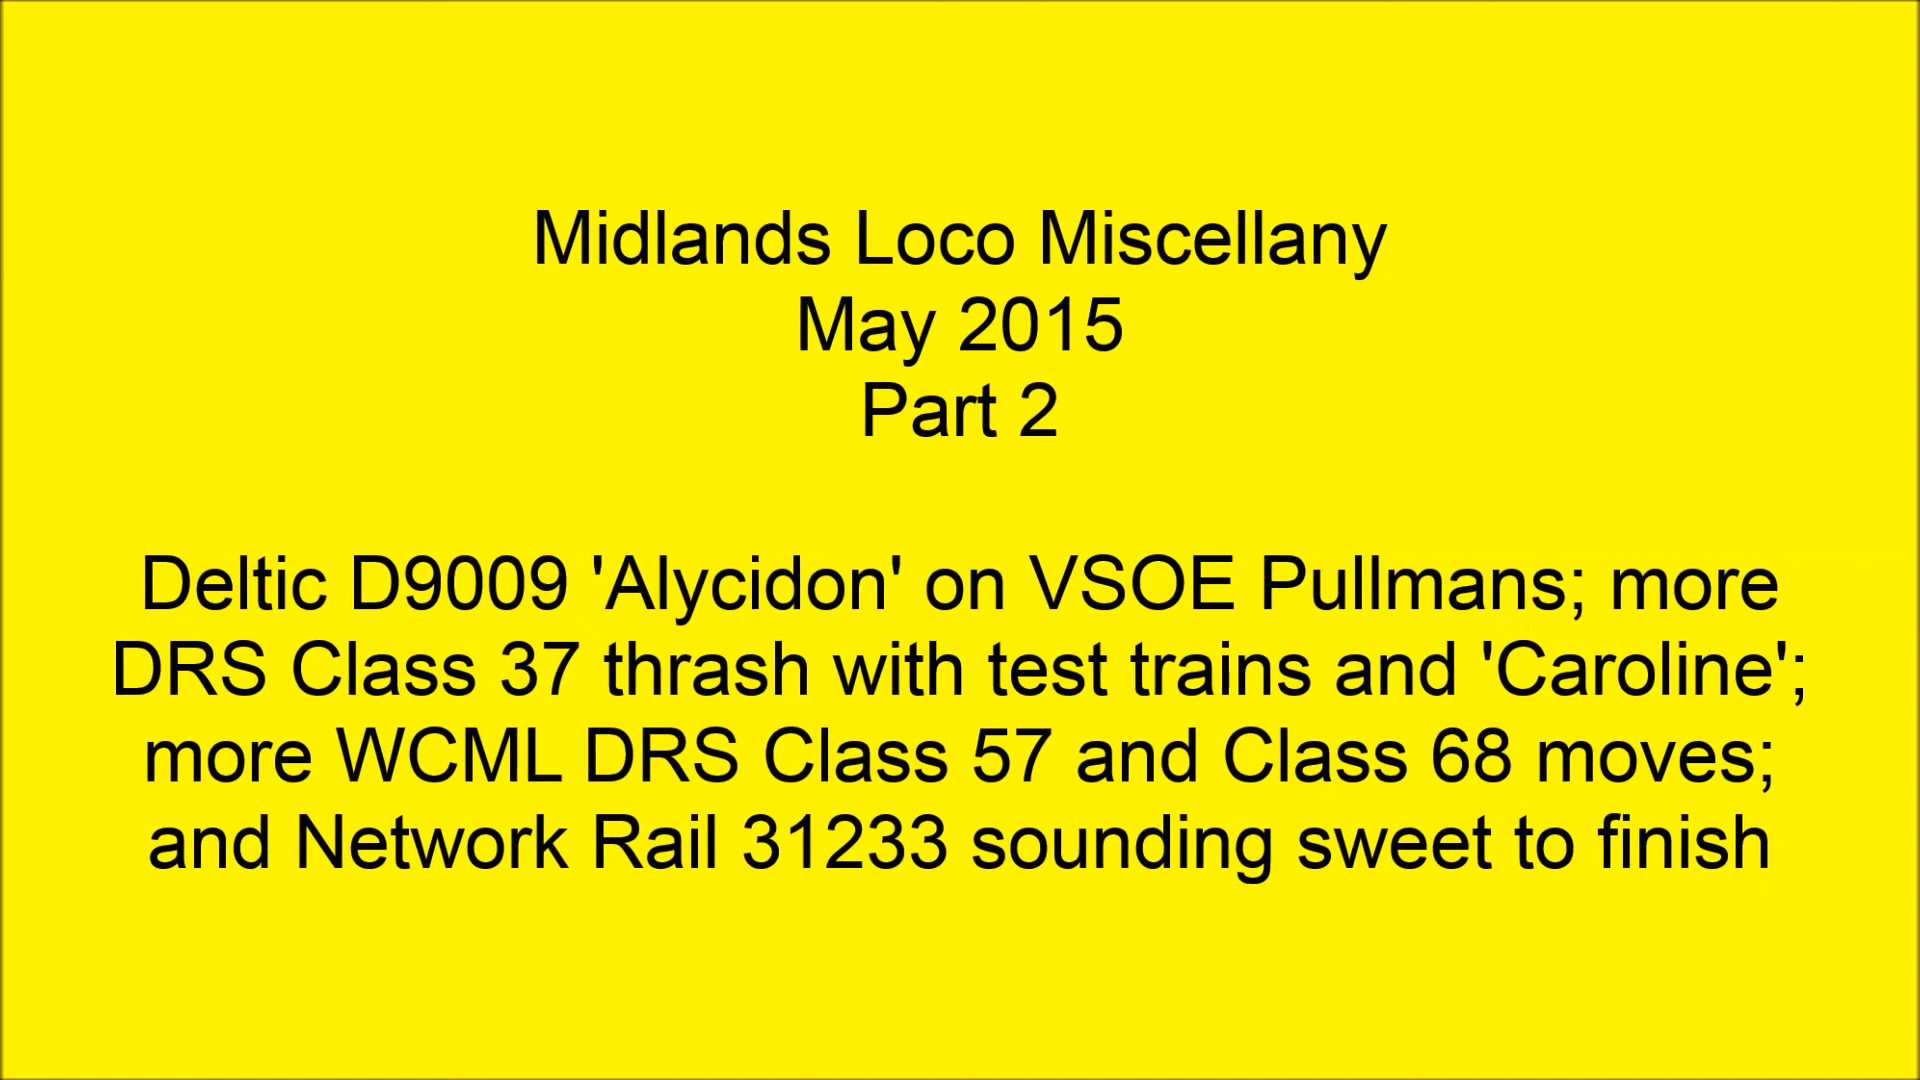 Midlands Loco Miscellany
May 2015
Part 2
Deltic D9009 'Alycidon' on VSOE Pullmans; more
DRS Class 37 thrash with test trains and 'Caroline';
more WCML DRS Class 57 and Class 68 moves;
and Network Rail 31233 sounding sweet to finish